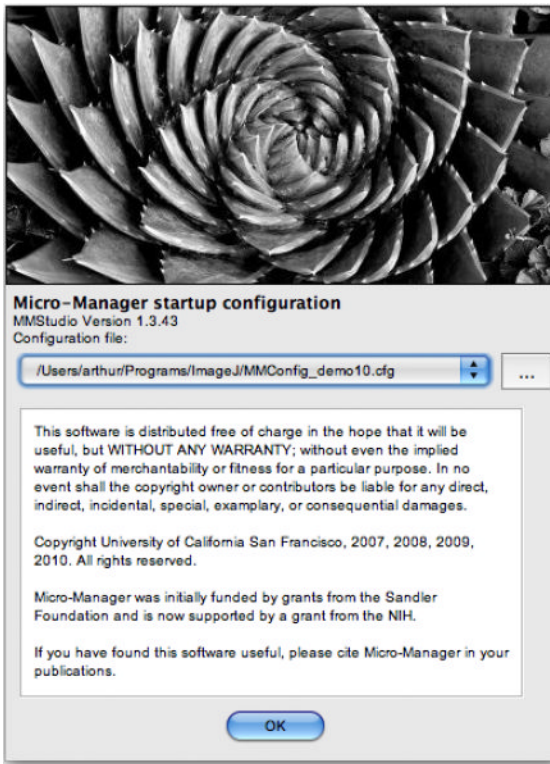 Micro-Manager startup configuration
MMStudio Version 1.3.43
Configuration file:
/Users/arthur/Programs/ImageJ/MMConfig_demo10.cfg
...
This software is distributed free of charge in the hope that it will be
useful, but WITHOUT ANY WARRANTY; without even the implied
warranty of merchantability or fitness for a particular purpose. In no
event shall the copyright owner or contributors be liable for any direct,
indirect, incidental, special, examplary, or consequential damages.
Copyright University of California San Francisco, 2007, 2008, 2009,
2010. All rights reserved.
Micro-Manager was initially funded by grants from the Sandler
Foundation and is now supported by a grant from the NIH.
If you have found this software useful, please cite Micro-Manager in your
publications.
OK